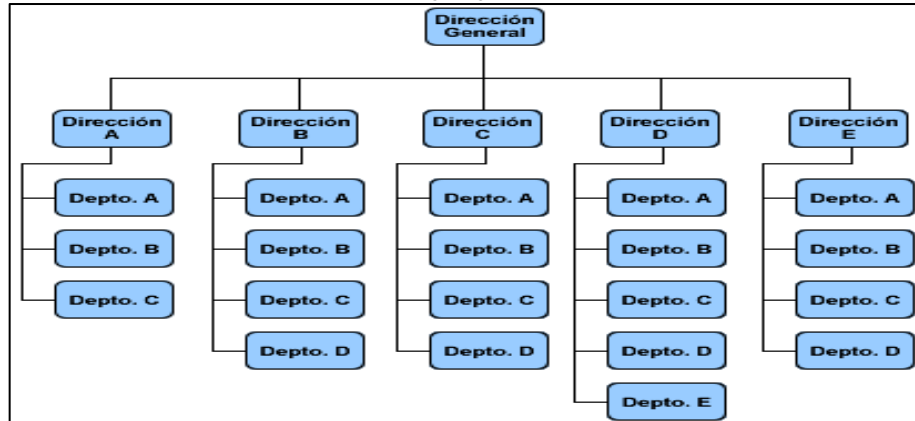 Dirección
General
Dirección
A
Dirección
B
Dirección
C
Dirección
D
Dirección
E
Depto. A
Depto. A
Depto. A
Depto. A
Depto. A
Depto. B
Depto. B
Depto. B
Depto. B
Depto. B
Depto. C
Depto. C
Depto. C
Depto. C
Depto. C
Depto. D
Depto. D
Depto. D
Depto. D
Depto. E